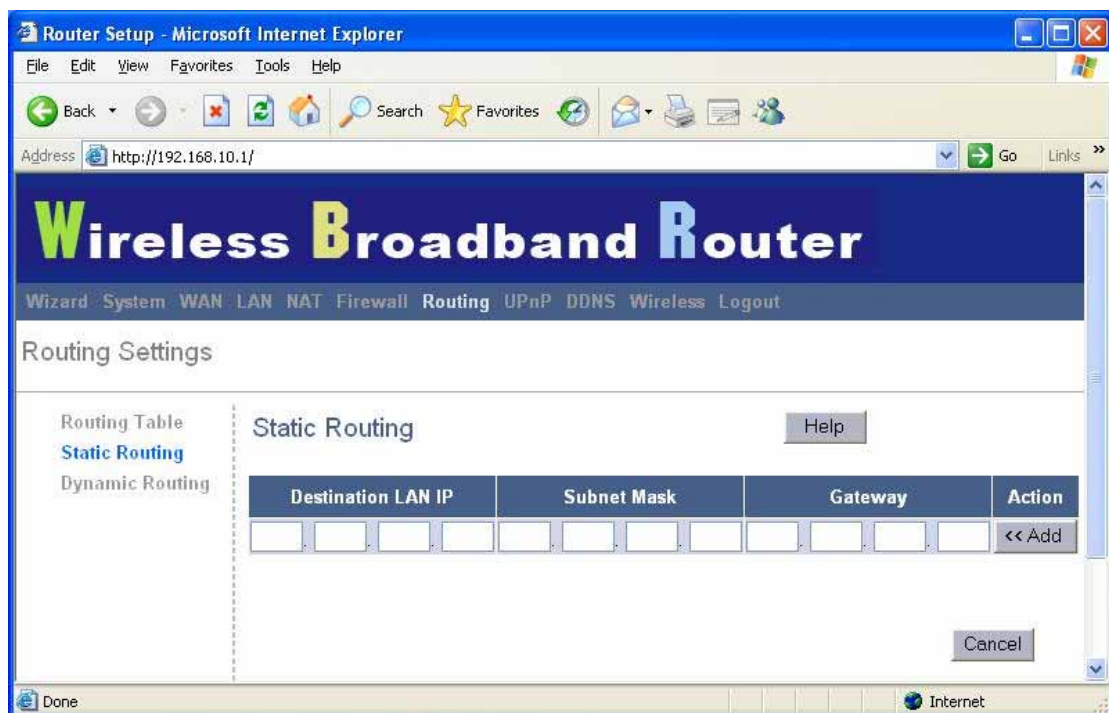 Router Setup - Microsoft Internet Explorer
File Edit View Favorites Tools Help
Back Search Favorites
Address http://192.168.10.1/ Go Links »
Wireless Broadband Router
Wizard System WAN LAN NAT Firewall Routing UPnP DDNS Wireless Logout
Routing Settings
Routing Table
Static Routing
Dynamic Routing
Static Routing Help
Destination LAN IP Subnet Mask Gateway Action
. . . . . . . . . << Add
Cancel
Done Internet